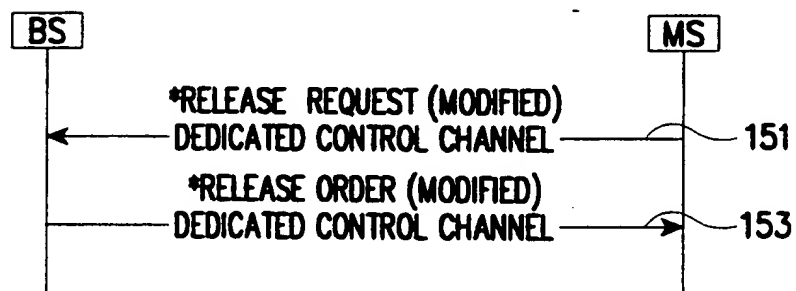 BS MS
*RELEASE REQUEST (MODIFIED)
DEDICATED CONTROL CHANNEL 151
*RELEASE ORDER (MODIFIED)
DEDICATED CONTROL CHANNEL 153